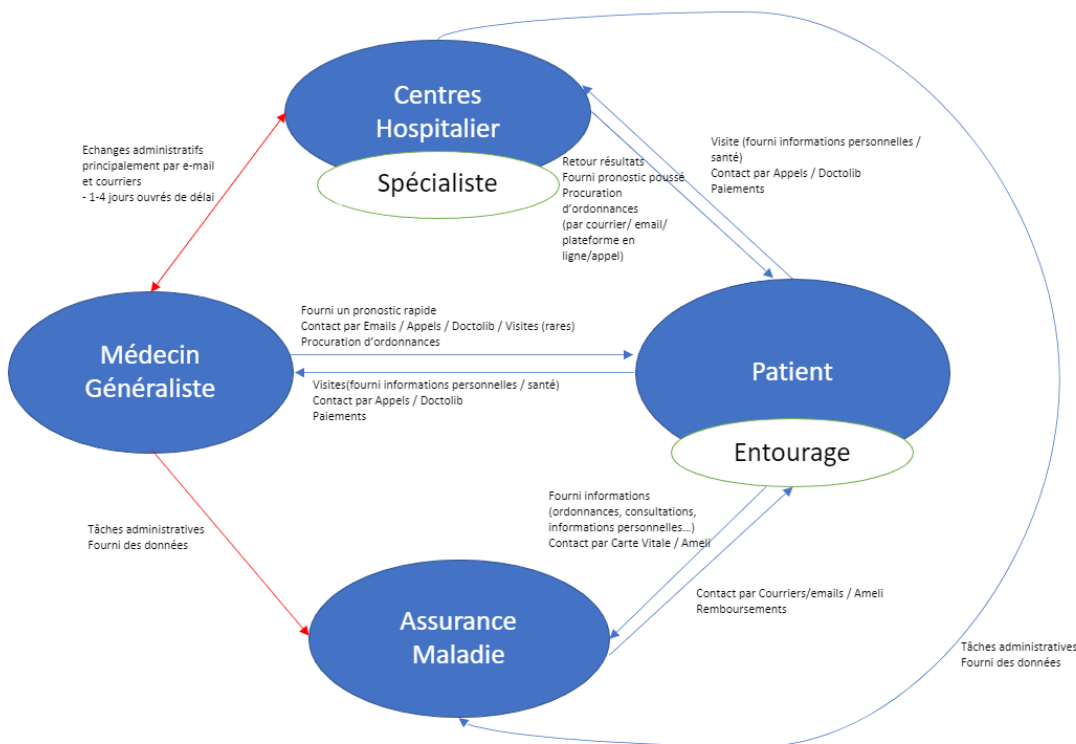 Centres
Hospitalier
Spécialiste
Echanges administratifs
principalement par e-mail
et courriers
- 1-4 jours ouvrés de délai
Retour résultats
Fourni pronostic poussé
Procuration
d'ordonnances
(par courrier/ email/
plateforme en
ligne/appel)
Visite (fourni informations personnelles /
santé)
Contact par Appels / Doctolib
Paiements
Médecin
Généraliste
Fourni un pronostic rapide
Contact par Emails / Appels / Doctolib / Visites (rares)
Procuration d'ordonnances
Visites(fourni informations personnelles / santé)
Contact par Appels / Doctolib
Paiements
Patient
Entourage
Tâches administratives
Fourni des données
Fourni informations
(ordonnances, consultations,
informations personnelles...)
Contact par Carte Vitale / Ameli
Contact par Courriers/emails / Ameli
Remboursements
Assurance
Maladie
Tâches administratives
Fourni des données